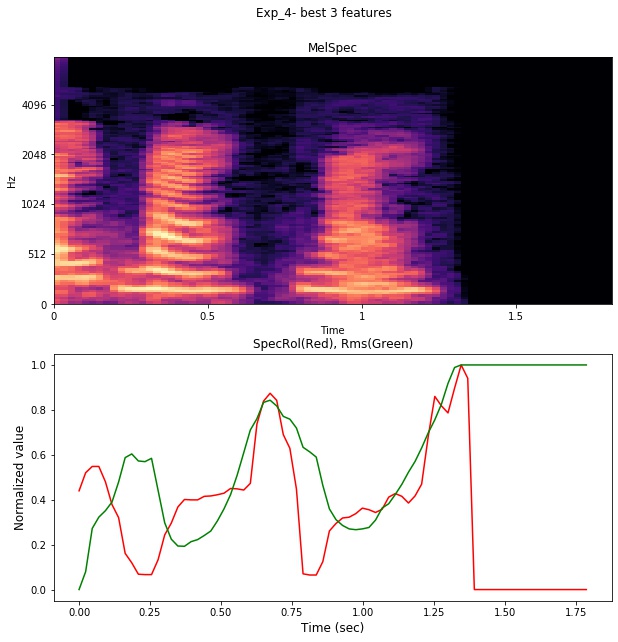 Exp_4- best 3 features
MelSpec
Hz
4096
2048
1024
512
0
0 0.5 1 1.5
Time
SpecRol(Red), Rms(Green)
Normalized value
1.0
0.8
0.6
0.4
0.2
0.0
0.00 0.25 0.50 0.75 1.00 1.25 1.50 1.75
Time (sec)